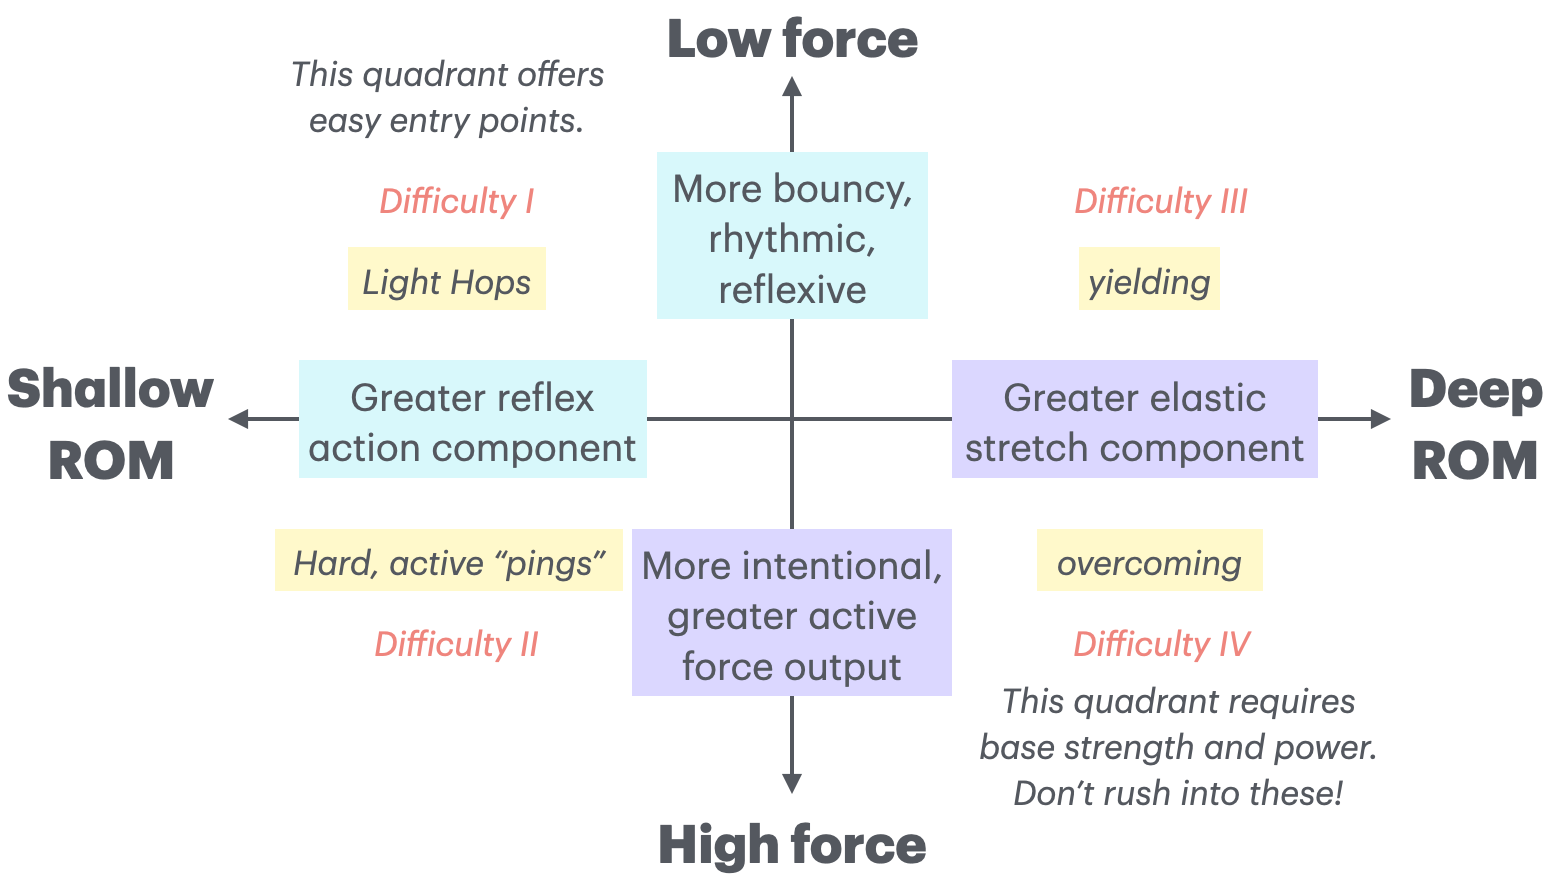 Low force
This quadrant offers
easy entry points.
More bouncy,
rhythmic,
reflexive
Difficulty I
Difficulty III
Light Hops
yielding
Shallow
ROM
Greater reflex
action component
Greater elastic
stretch component
Deep
ROM
Hard, active “pings”
More intentional,
greater active
force output
overcoming
Difficulty II
Difficulty IV
This quadrant requires
base strength and power.
Don’t rush into these!
High force